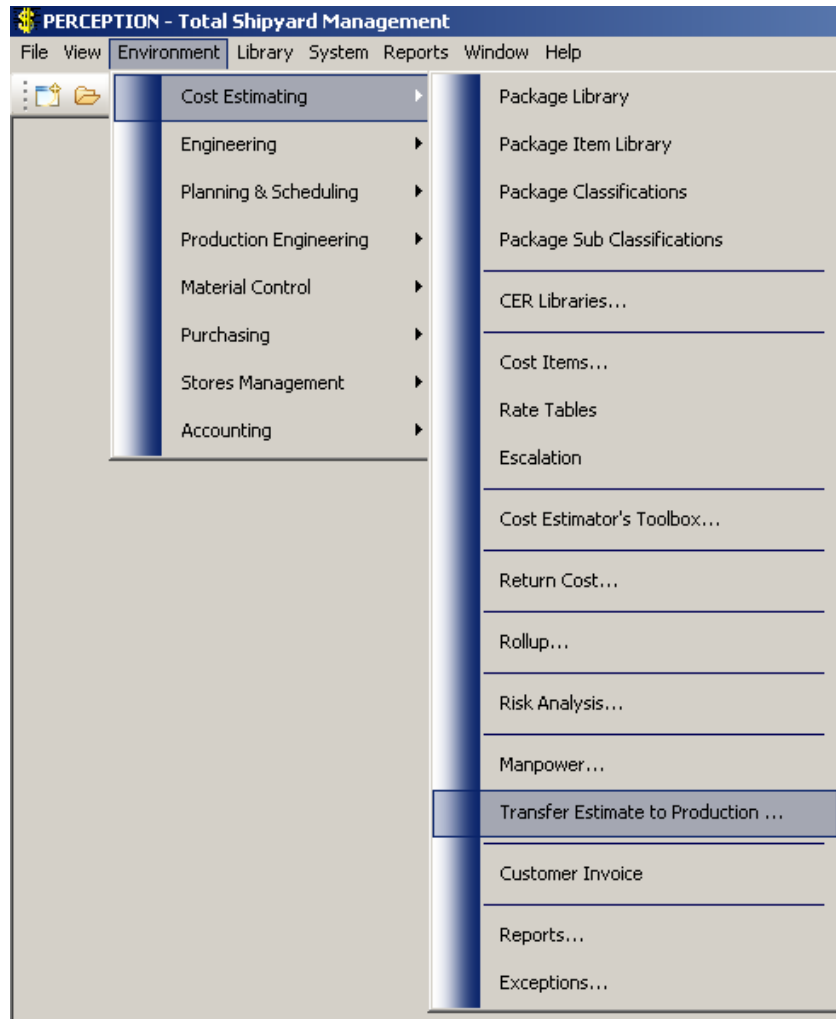 PERCEPTION - Total Shipyard Management
File View Environment Library System Reports Window Help
Cost Estimating
Engineering
Planning & Scheduling
Production Engineering
Material Control
Purchasing
Stores Management
Accounting
Package Library
Package Item Library
Package Classifications
Package Sub Classifications
CER Libraries...
Cost Items...
Rate Tables
Escalation
Cost Estimator's Toolbox...
Return Cost...
Rollup...
Risk Analysis...
Manpower...
Transfer Estimate to Production ...
Customer Invoice
Reports...
Exceptions...